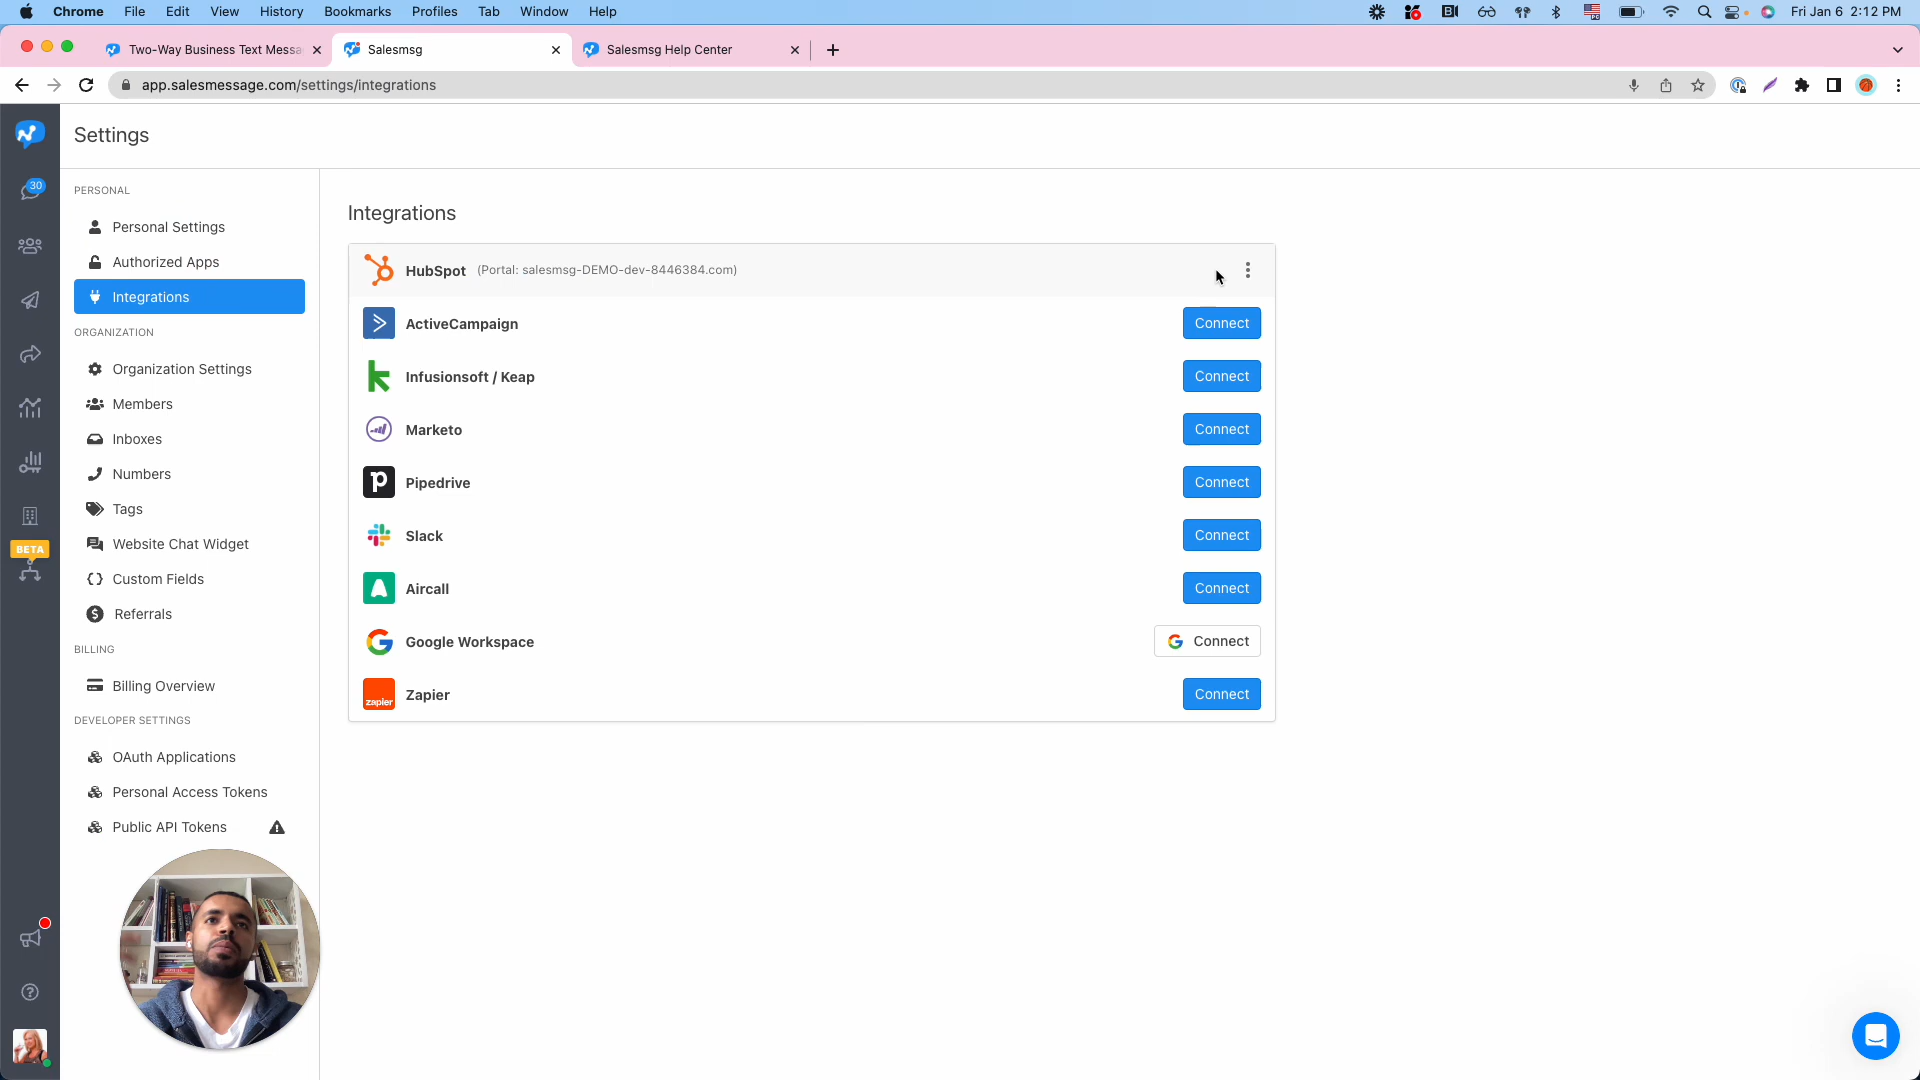 Chrome File Edit View History Bookmarks Profiles Tab Window Help Fri Jan 6 2:12 PM
Two-Way Business Text Messa
Salesmsg
Salesmsg Help Center
app.salesmessage.com/settings/integrations
Settings
30
BETA
PERSONAL
Personal Settings
Authorized Apps
Integrations
ORGANIZATION
Organization Settings
Members
Inboxes
Numbers
Tags
Website Chat Widget
Custom Fields
Referrals
BILLING
Billing Overview
DEVELOPER SETTINGS
OAuth Applications
Personal Access Tokens
Public API Tokens
Integrations
HubSpot (Portal: salesmsg-DEMO-dev-8446384.com)
ActiveCampaign Connect
Infusionsoft / Keap Connect
Marketo Connect
Pipedrive Connect
Slack Connect
Aircall Connect
Google Workspace Connect
zapier Zapier Connect